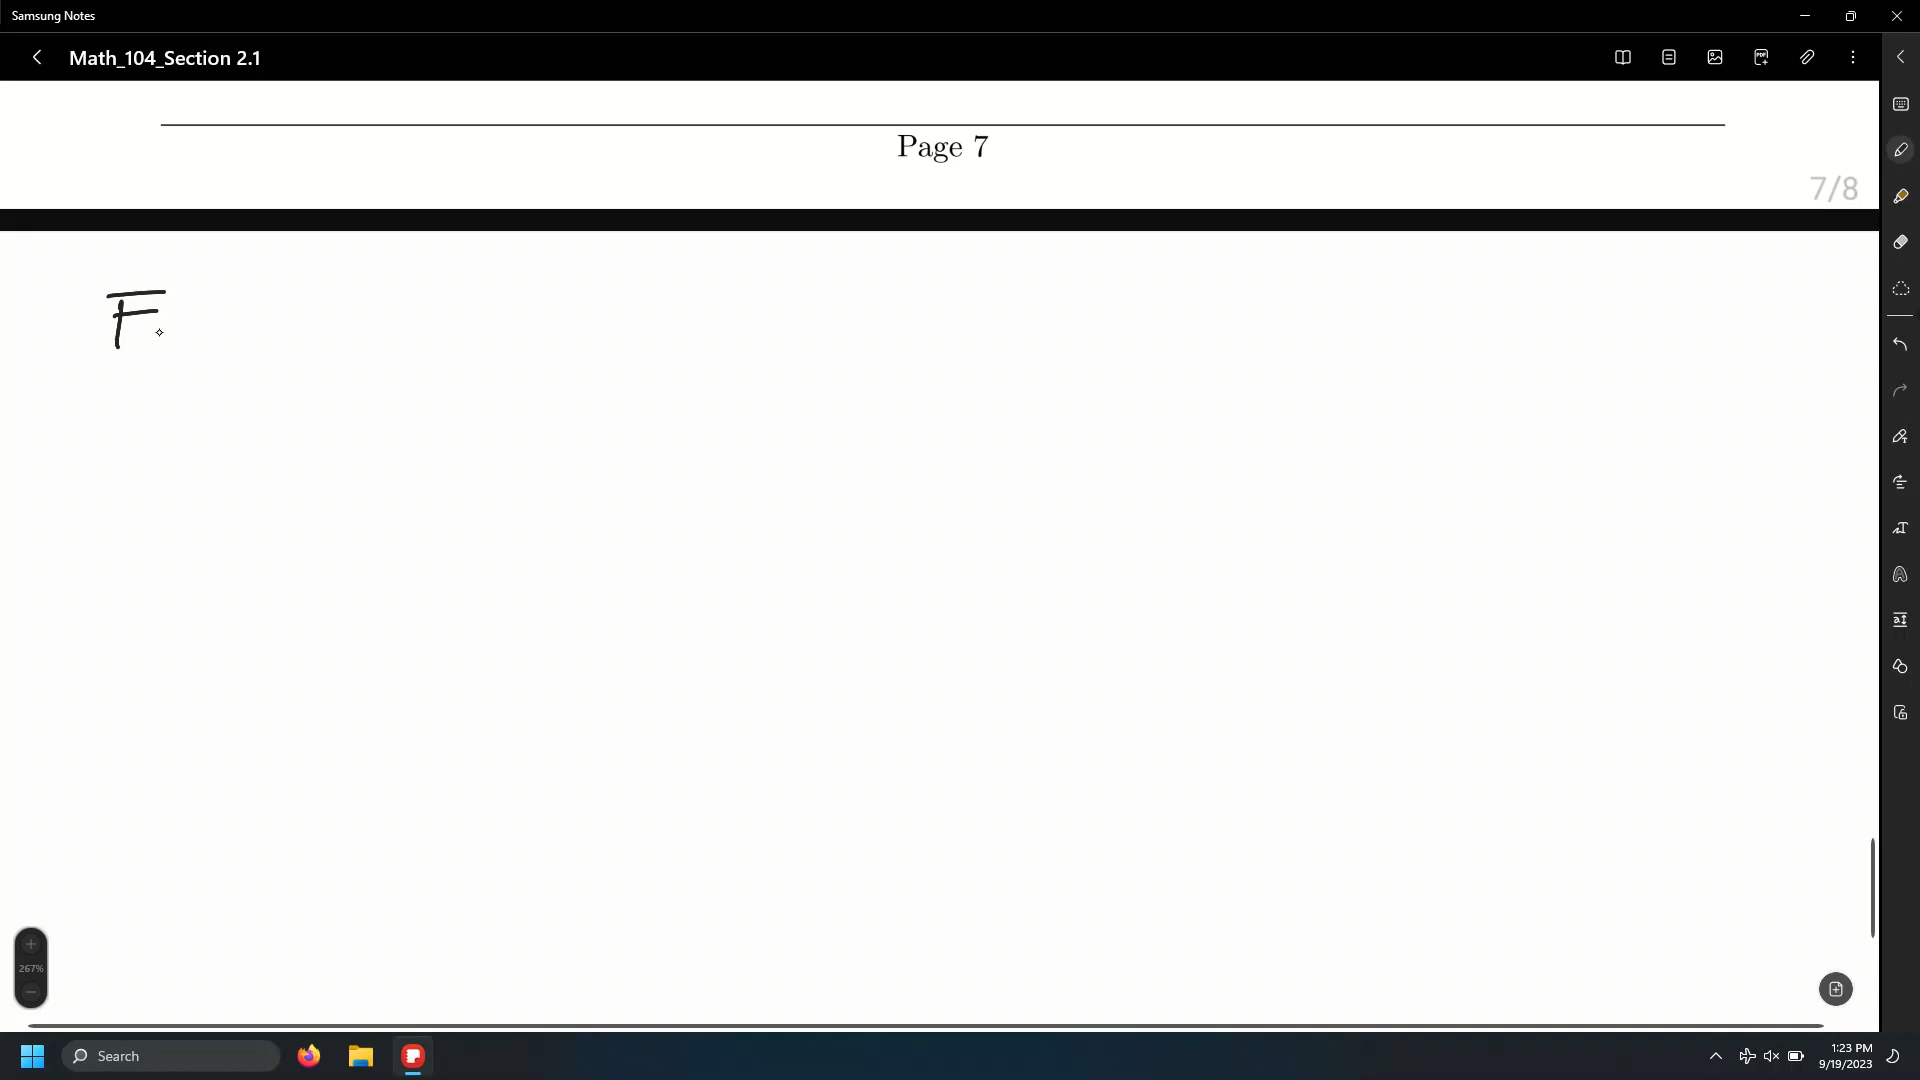 Samsung Notes
Math_104_Section 2.1
Page 7
7/8
F
267%
Search
1:23 PM
9/19/2023